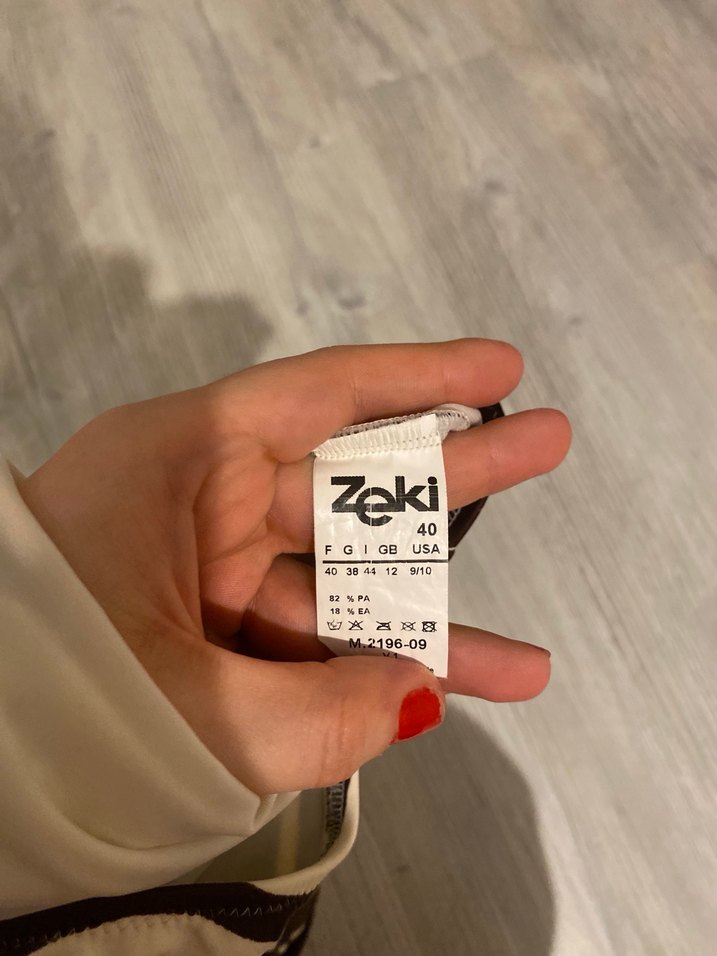 Zeki
40
F G I GB USA
40 38 44 12 9/10
82 % PA
18 % EA
M.2196-09